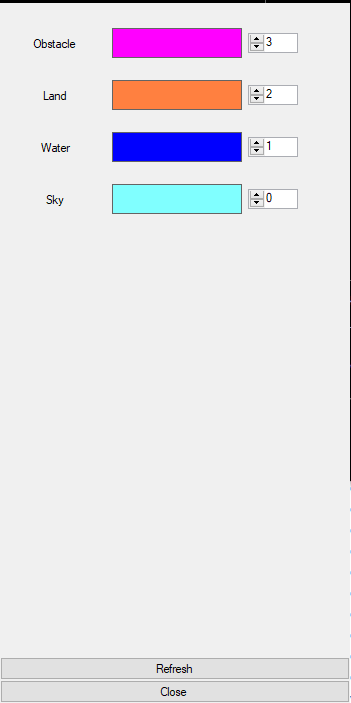 Obstacle 3
Land 2
Water 1
Sky 0
Refresh
Close